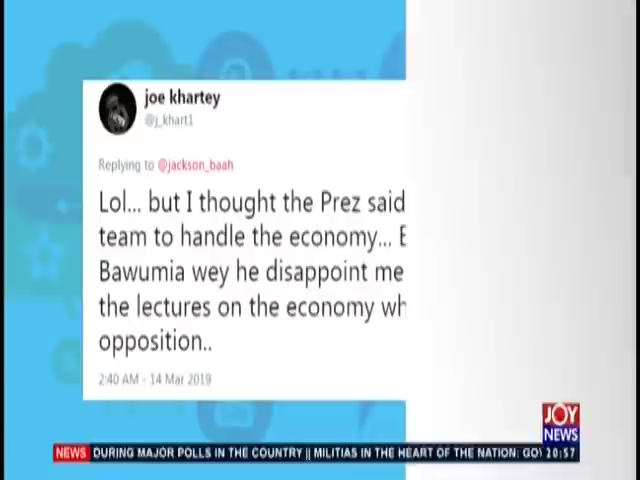 joe khartey
@j_khart1
Replying to @jackson_baah
Lol... but I thought the Prez said
team to handle the economy... E
Bawumia wey he disappoint me
the lectures on the economy wh
opposition..
2:40 AM - 14 Mar 2019
JOY
NEWS
NEWS DURING MAJOR POLLS IN THE COUNTRY || MILITIAS IN THE HEART OF THE NATION: GOV 20:57